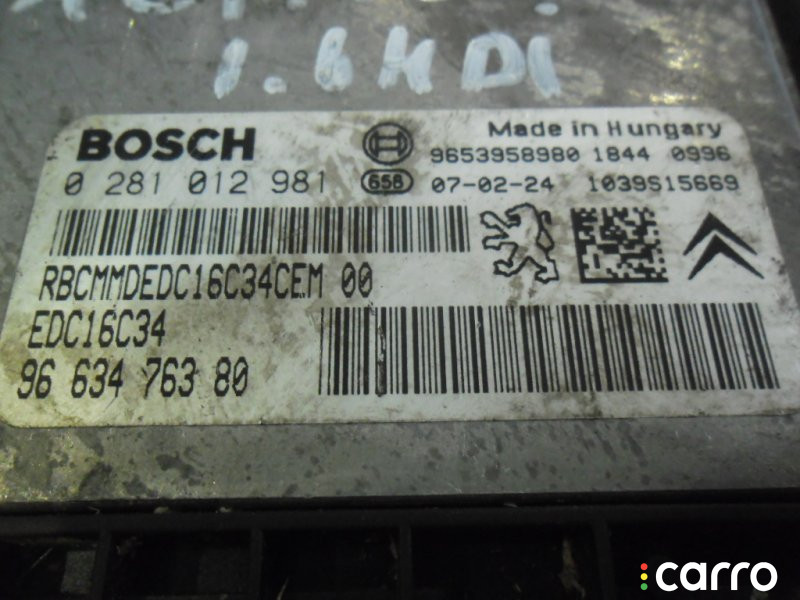 1.6HDi
BOSCH
Made in Hungary
9653958980 1844 0996
0 281 012 981 658 07-02-24 1039S15669
RBCMMDEDC16C34CEM 00
EDC16C34
96 634 763 80
carro